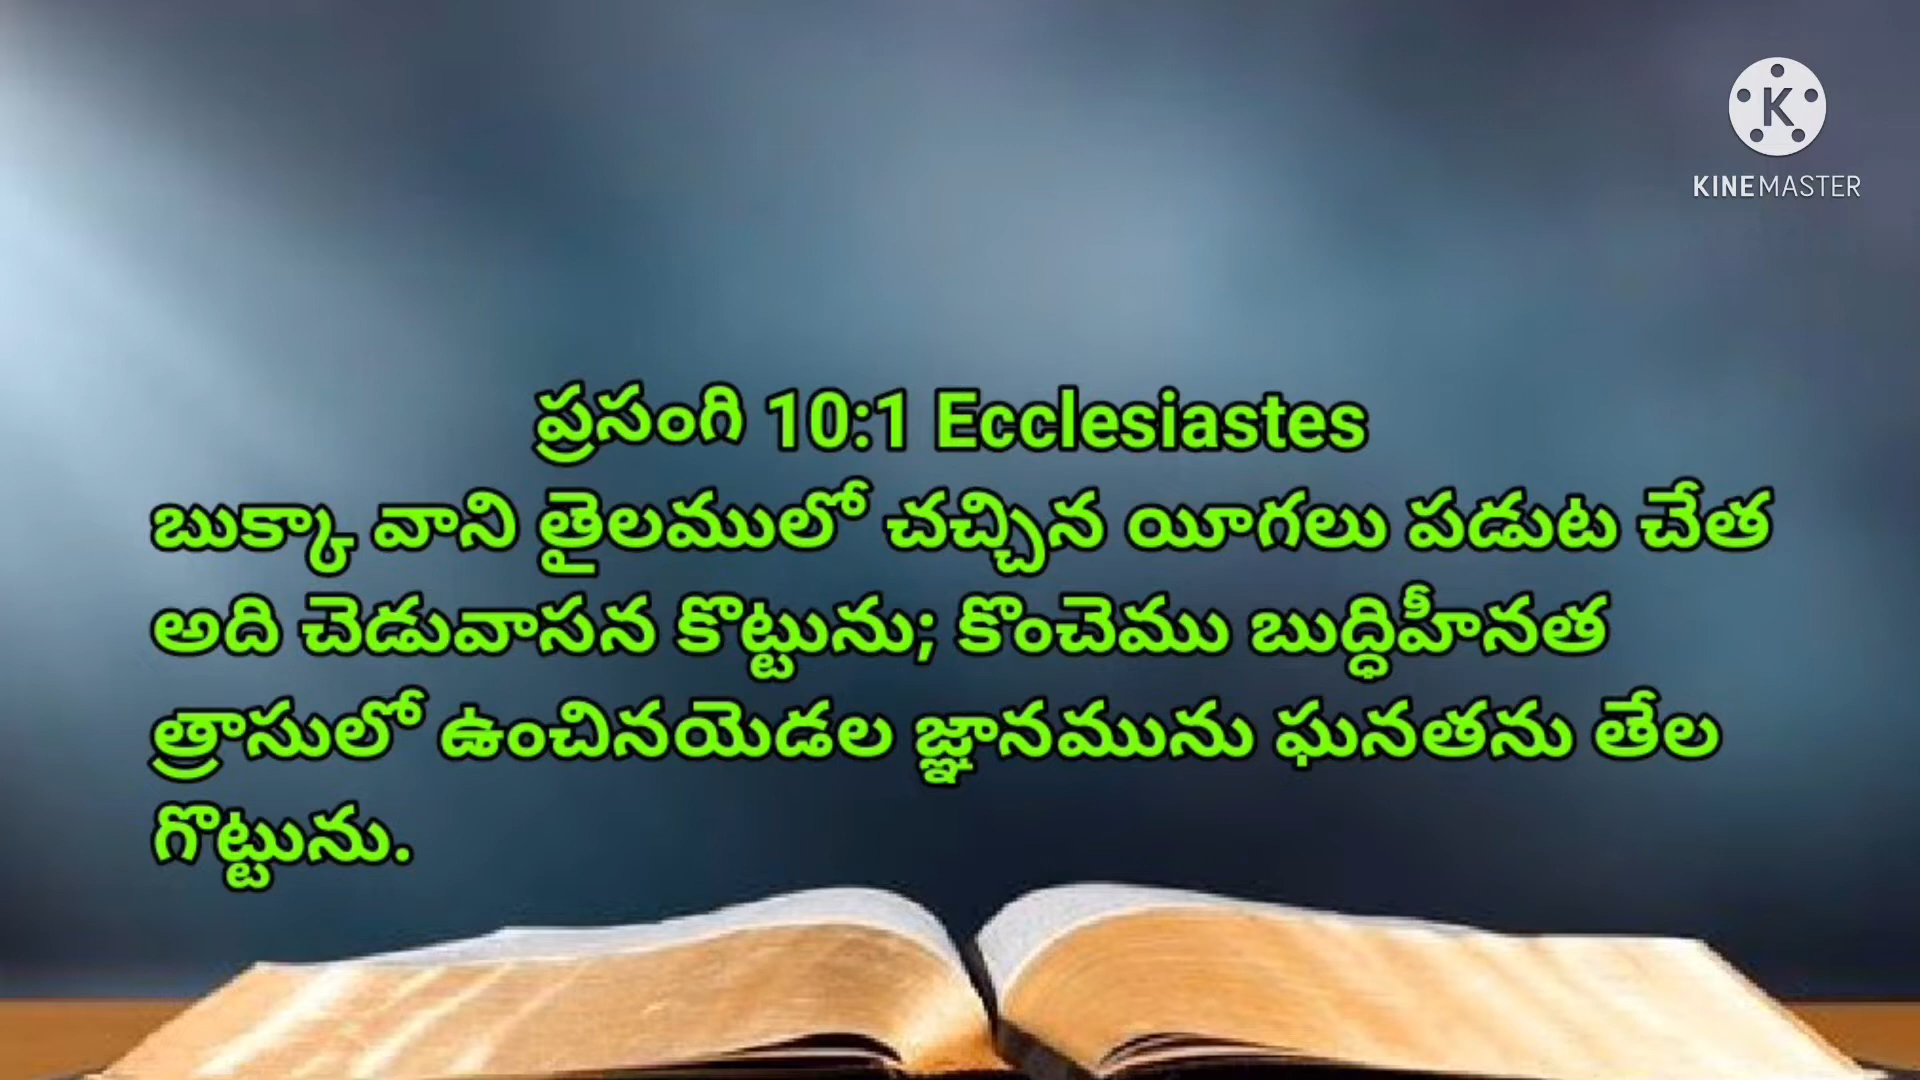 K
KINEMASTER
ప్రసంగి 10:1 Ecclesiastes
బుక్కా వాని తైలములో చచ్చిన యీగలు పడుట చేత
అది చెడువాసన కొట్టును; కొంచెము బుద్ధిహీనత
త్రాసులో ఉంచినయెడల జ్ఞానమును ఘనతను తేల
గొట్టును.